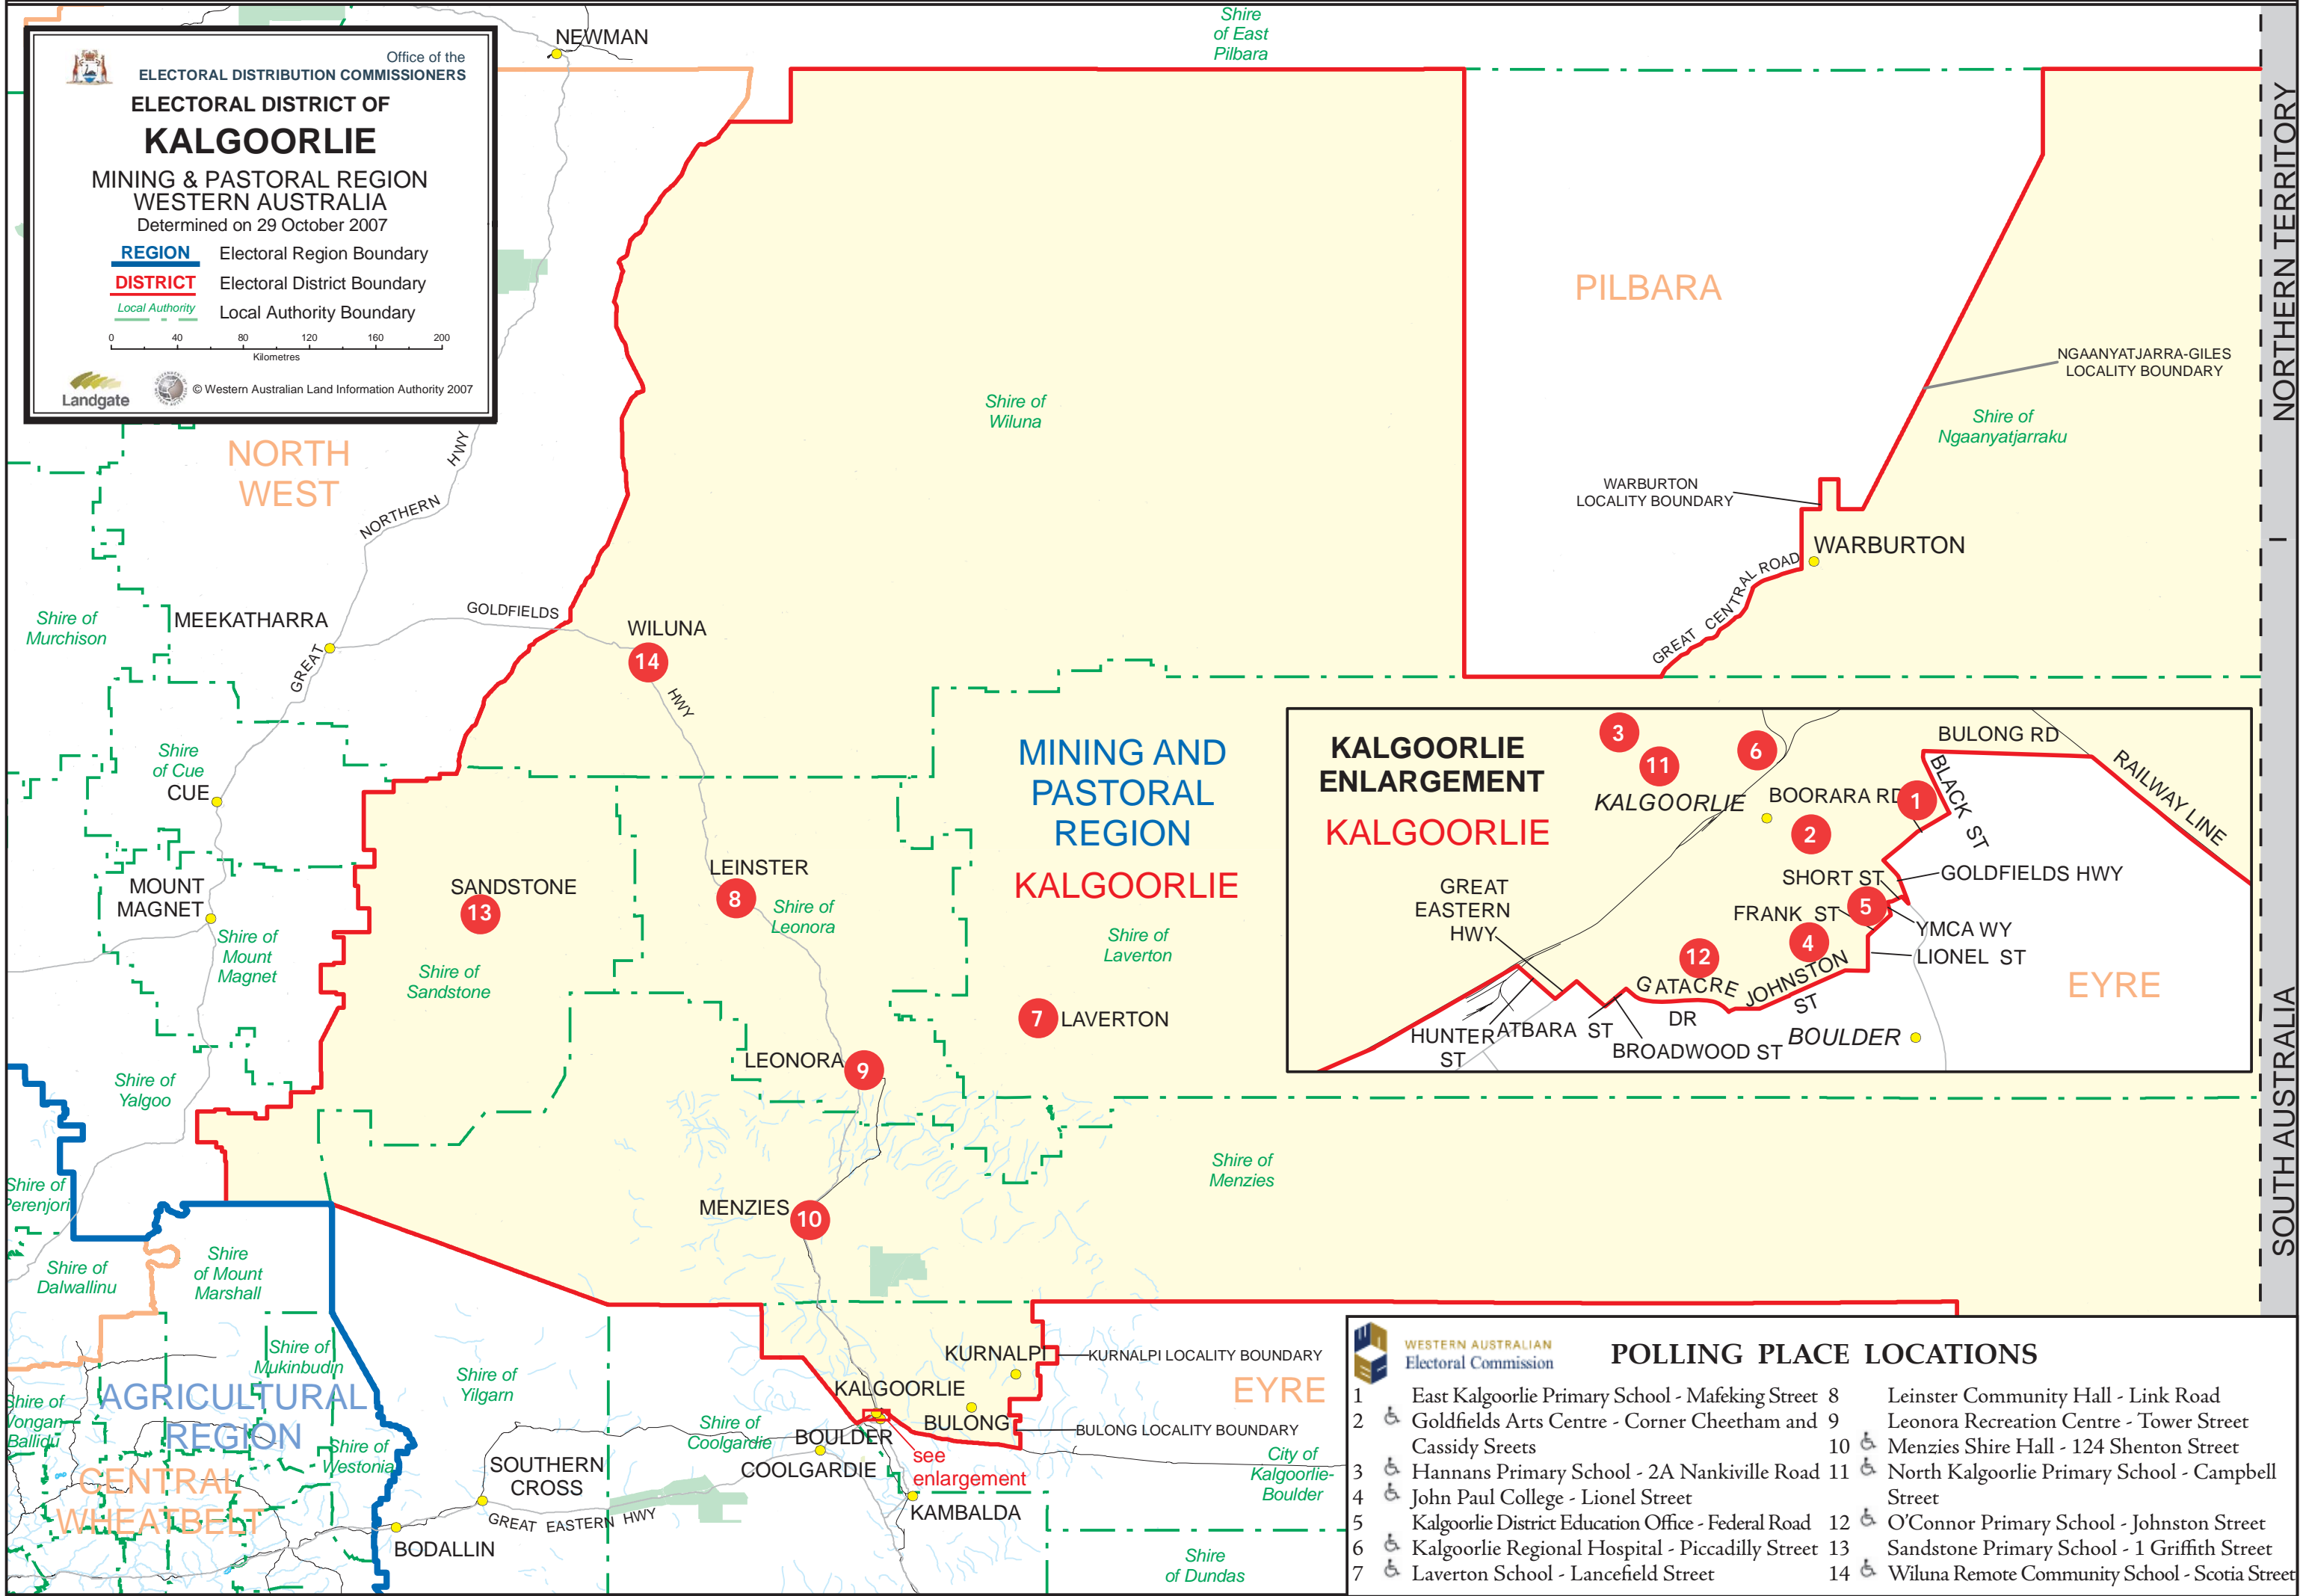 Office of the
ELECTORAL DISTRIBUTION COMMISSIONERS
ELECTORAL DISTRICT OF
KALGOORLIE
MINING & PASTORAL REGION
WESTERN AUSTRALIA
Determined on 29 October 2007
REGION Electoral Region Boundary
DISTRICT Electoral District Boundary
Local Authority Local Authority Boundary
0 40 80 120 160 200
Kilometres
Landgate
© Western Australian Land Information Authority 2007
NEWMAN
Shire
of East
Pilbara
NORTHERN TERRITORY
SOUTH AUSTRALIA
PILBARA
NGAANYATJARRA-GILES
LOCALITY BOUNDARY
Shire of
Ngaanyatjarraku
Shire of
Wiluna
NORTH
WEST
WARBURTON
LOCALITY BOUNDARY
WARBURTON
GREAT CENTRAL ROAD
GREAT NORTHERN HWY
GOLDFIELDS HWY
Shire of
Murchison
MEEKATHARRA
WILUNA
14
Shire
of Cue
CUE
MOUNT
MAGNET
Shire of
Mount
Magnet
SANDSTONE
13
Shire of
Sandstone
LEINSTER
8
Shire of
Leonora
MINING AND
PASTORAL
REGION
KALGOORLIE
Shire of
Laverton
7 LAVERTON
LEONORA 9
Shire of
Yalgoo
Shire of
Perenjori
Shire of
Menzies
MENZIES 10
Shire of
Dalwallinu
Shire
of Mount
Marshall
Shire of
Mukinbudin
AGRICULTURAL
REGION
Shire of
Vongan
Ballidu
Shire of
Westonia
CENTRAL
WHEATBELT
Shire of
Yilgarn
SOUTHERN
CROSS
GREAT EASTERN HWY
BODALLIN
Shire of
Coolgardie
KURNALPI
KURNALPI LOCALITY BOUNDARY
EYRE
KALGOORLIE
BULONG
BULONG LOCALITY BOUNDARY
BOULDER
COOLGARDIE
see
enlargement
KAMBALDA
City of
Kalgoorlie-
Boulder
Shire
of Dundas
KALGOORLIE
ENLARGEMENT
KALGOORLIE
3
11
6
KALGOORLIE
BULONG RD
BLACK ST
RAILWAY LINE
BOORARA RD 1
2
SHORT ST
GOLDFIELDS HWY
FRANK ST 5
YMCA WY
LIONEL ST
4
12
GREAT
EASTERN
HWY
GATACRE
DR
JOHNSTON
ST
HUNTER
ST
ATBARA ST
BROADWOOD ST
BOULDER
EYRE
WESTERN AUSTRALIAN
Electoral Commission
POLLING PLACE LOCATIONS
1 East Kalgoorlie Primary School - Mafeking Street
2 Goldfields Arts Centre - Corner Cheetham and
Cassidy Sreets
3 Hannans Primary School - 2A Nankiville Road
4 John Paul College - Lionel Street
5 Kalgoorlie District Education Office - Federal Road
6 Kalgoorlie Regional Hospital - Piccadilly Street
7 Laverton School - Lancefield Street
8 Leinster Community Hall - Link Road
9 Leonora Recreation Centre - Tower Street
10 Menzies Shire Hall - 124 Shenton Street
11 North Kalgoorlie Primary School - Campbell
Street
12 O'Connor Primary School - Johnston Street
13 Sandstone Primary School - 1 Griffith Street
14 Wiluna Remote Community School - Scotia Street